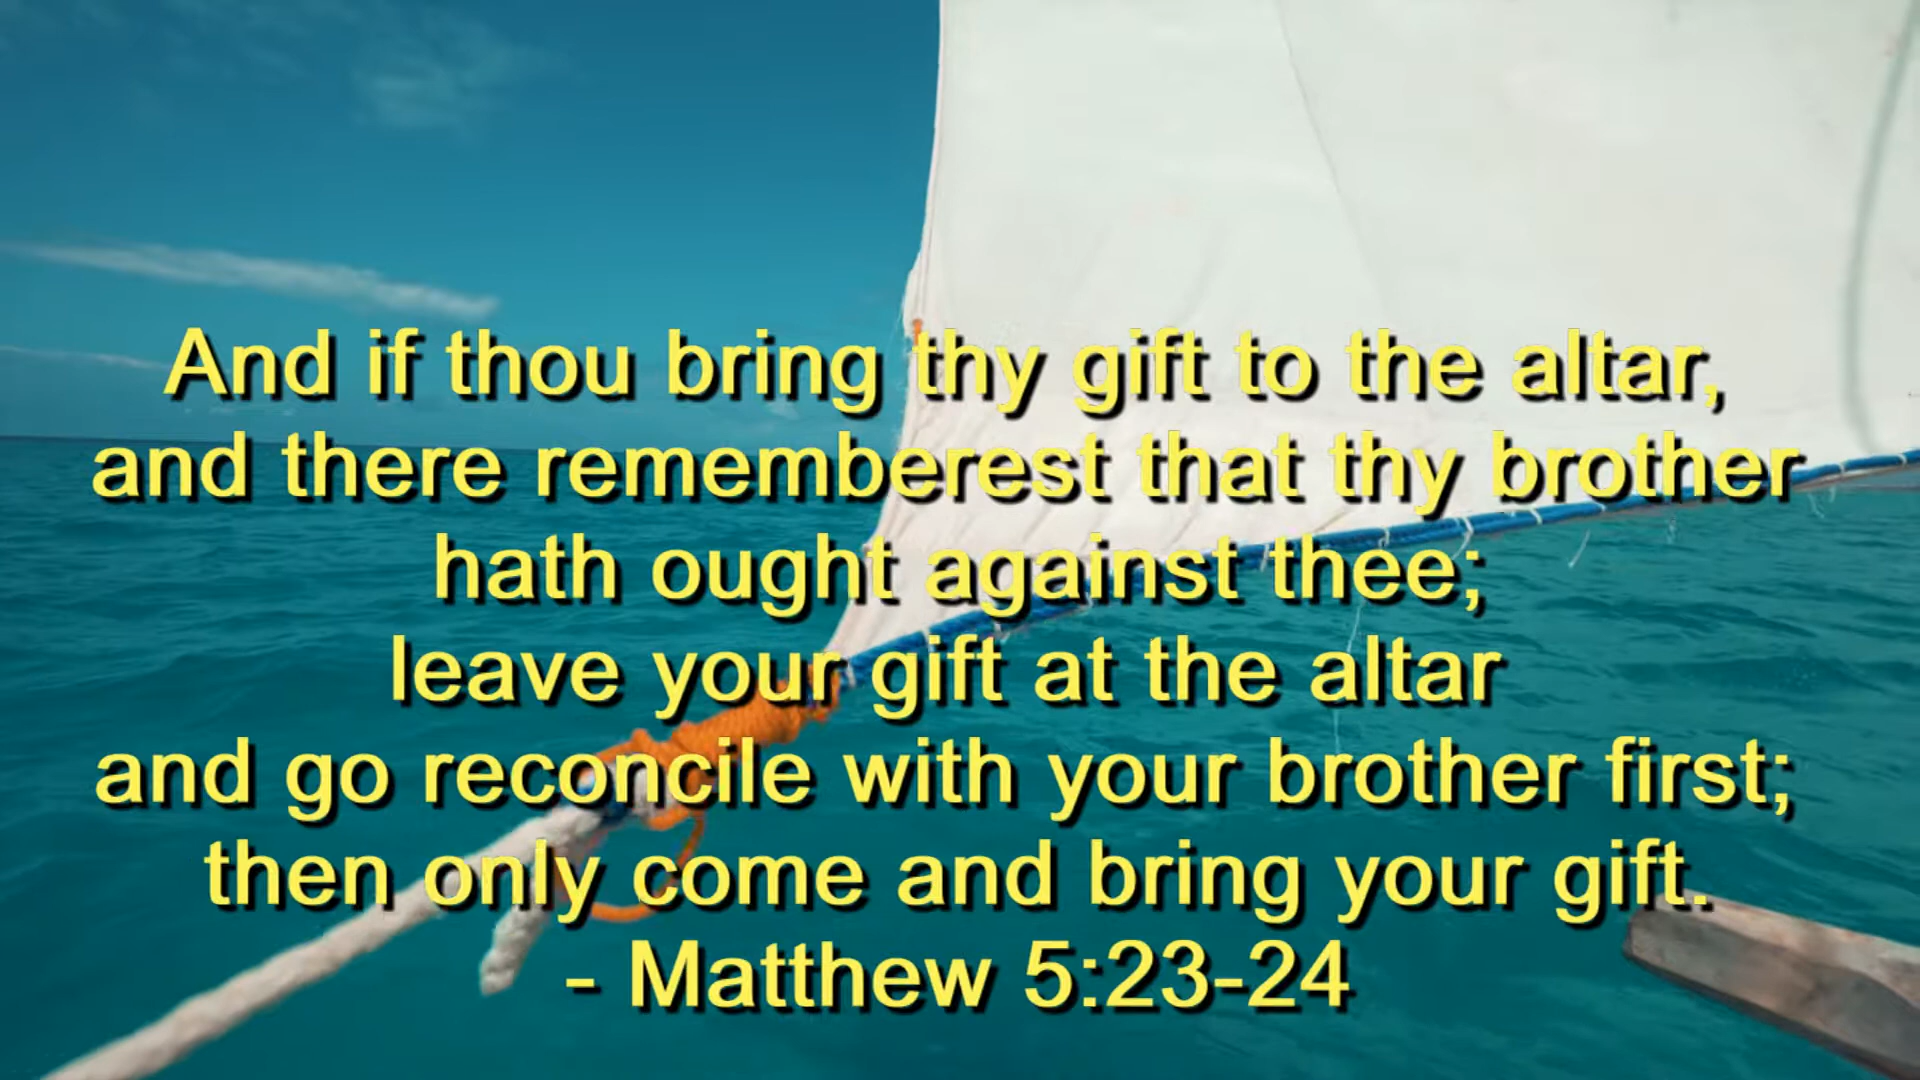 And if thou bring thy gift to the altar,
and there rememberest that thy brother
hath ought against thee;
leave your gift at the altar
and go reconcile with your brother first;
then only come and bring your gift.
- Matthew 5:23-24